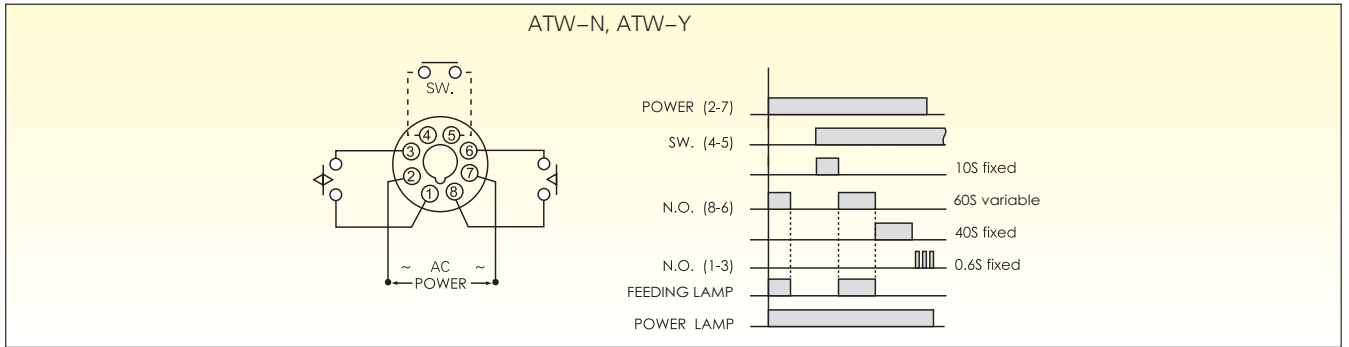 ATW–N, ATW–Y
SW.
4 5
3 6
2 7
1 8
~ AC ~
POWER
POWER (2-7)
SW. (4-5)
10S fixed
N.O. (8-6) 60S variable
40S fixed
N.O. (1-3) 0.6S fixed
FEEDING LAMP
POWER LAMP